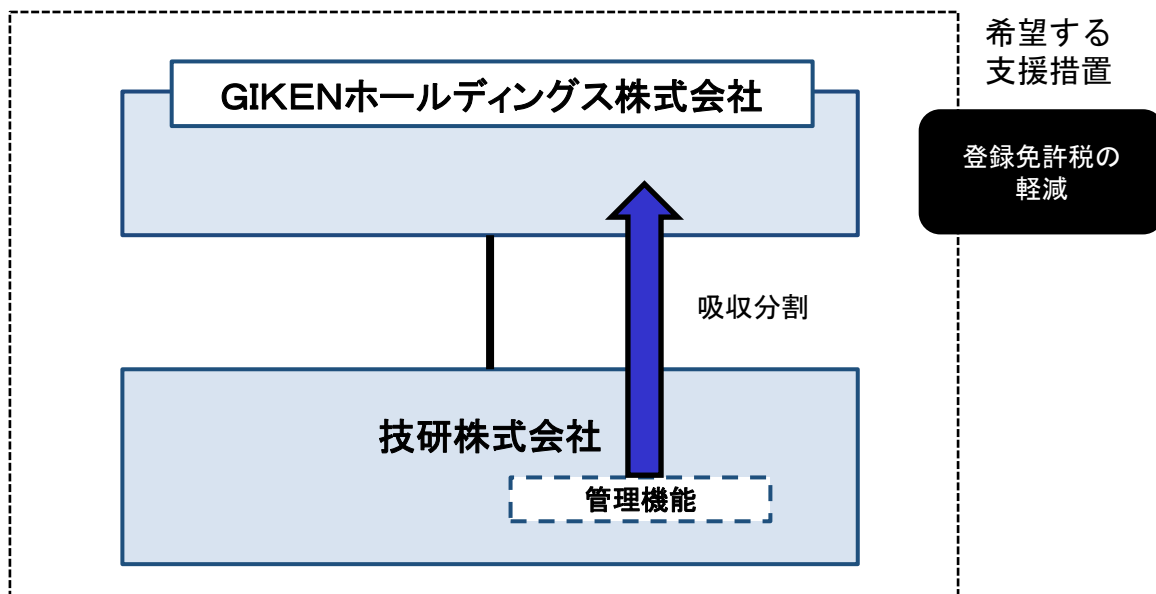 希望する
支援措置
GIKENホールディングス株式会社
登録免許税の
軽減
吸収分割
技研株式会社
管理機能